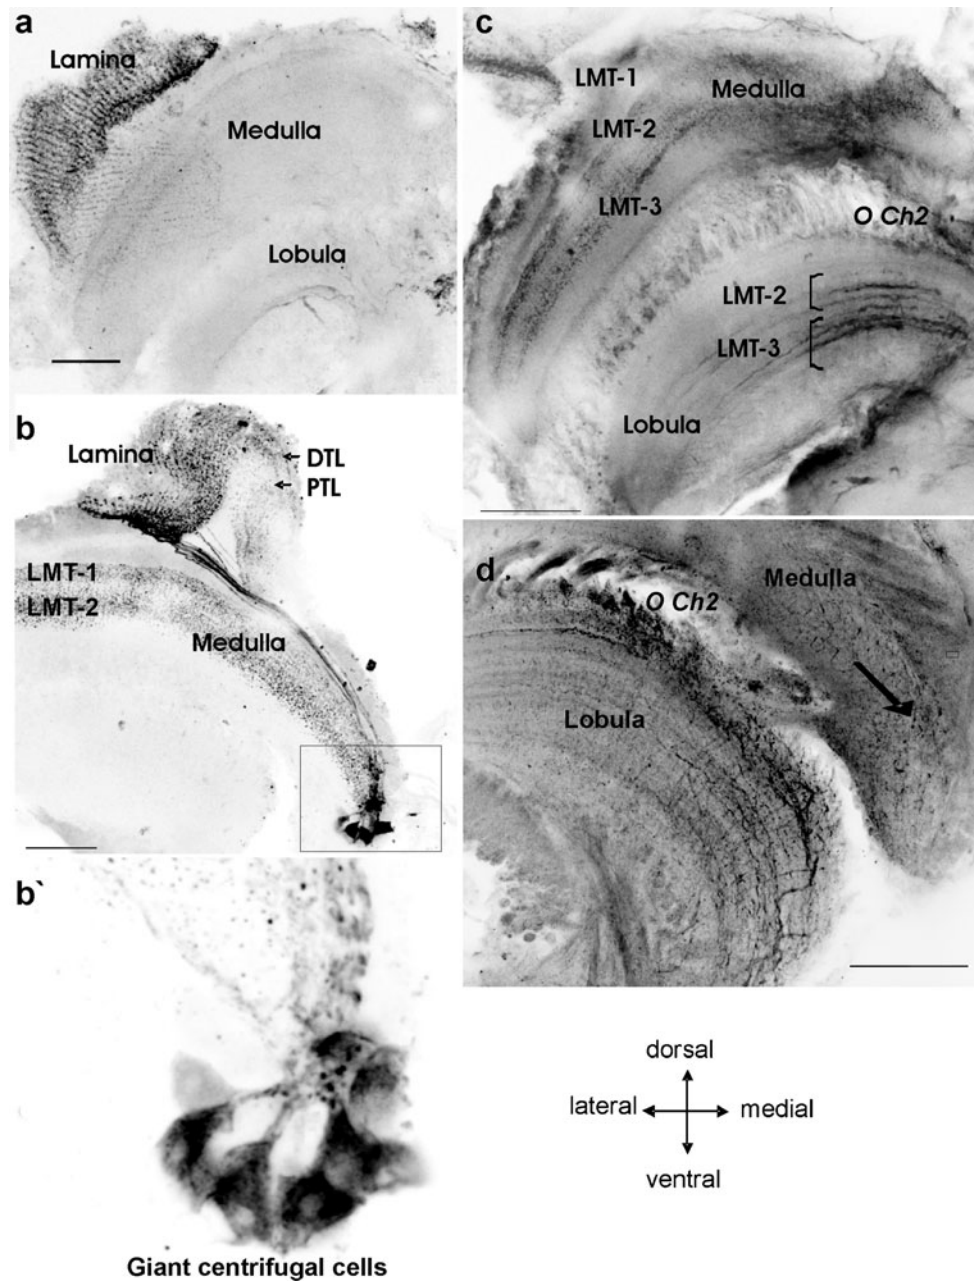 a
Lamina
Medulla
Lobula
b
Lamina
DTL
PTL
LMT-1
LMT-2
Medulla
b`
Giant centrifugal cells
c
LMT-1
Medulla
LMT-2
LMT-3
O Ch2
LMT-2
LMT-3
Lobula
d
Medulla
O Ch2
Lobula
dorsal
lateral
medial
ventral